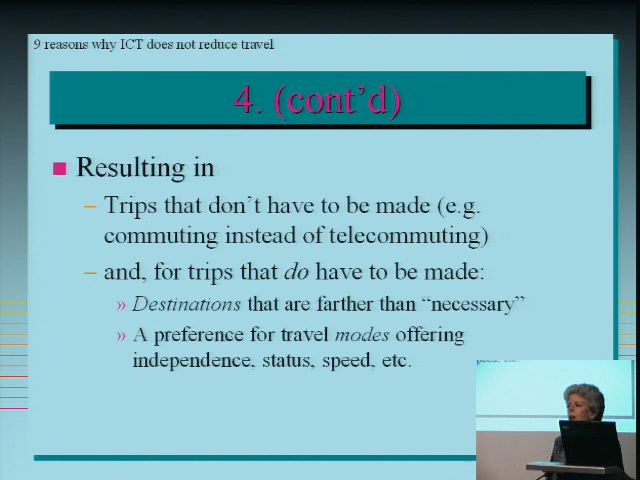 9 reasons why ICT does not reduce travel
4. (cont'd)
Resulting in
– Trips that don't have to be made (e.g.
commuting instead of telecommuting)
– and, for trips that do have to be made:
» Destinations that are farther than “necessary”
» A preference for travel modes offering
independence, status, speed, etc.
speed, etc.